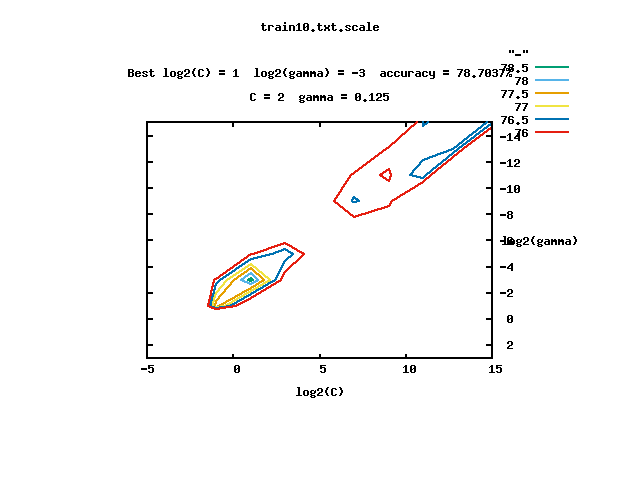 train10.txt.scale
"-"
Best log2(C) = 1 log2(gamma) = -3 accuracy = 78.7037%
78.5
78
77.5
77
76.5
76
C = 2 gamma = 0.125
-14
-12
-10
-8
-6
log2(gamma)
-4
-2
0
2
-5 0 5 10 15
log2(C)